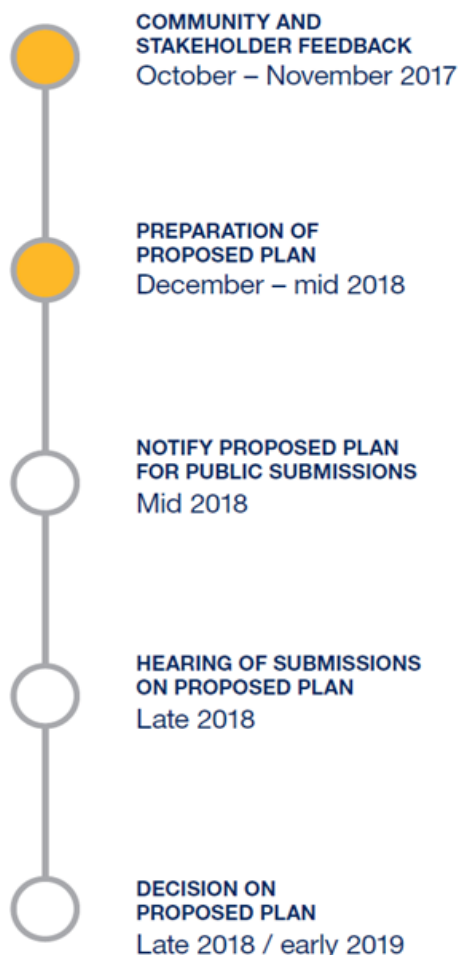 COMMUNITY AND
STAKEHOLDER FEEDBACK
October – November 2017
PREPARATION OF
PROPOSED PLAN
December – mid 2018
NOTIFY PROPOSED PLAN
FOR PUBLIC SUBMISSIONS
Mid 2018
HEARING OF SUBMISSIONS
ON PROPOSED PLAN
Late 2018
DECISION ON
PROPOSED PLAN
Late 2018 / early 2019